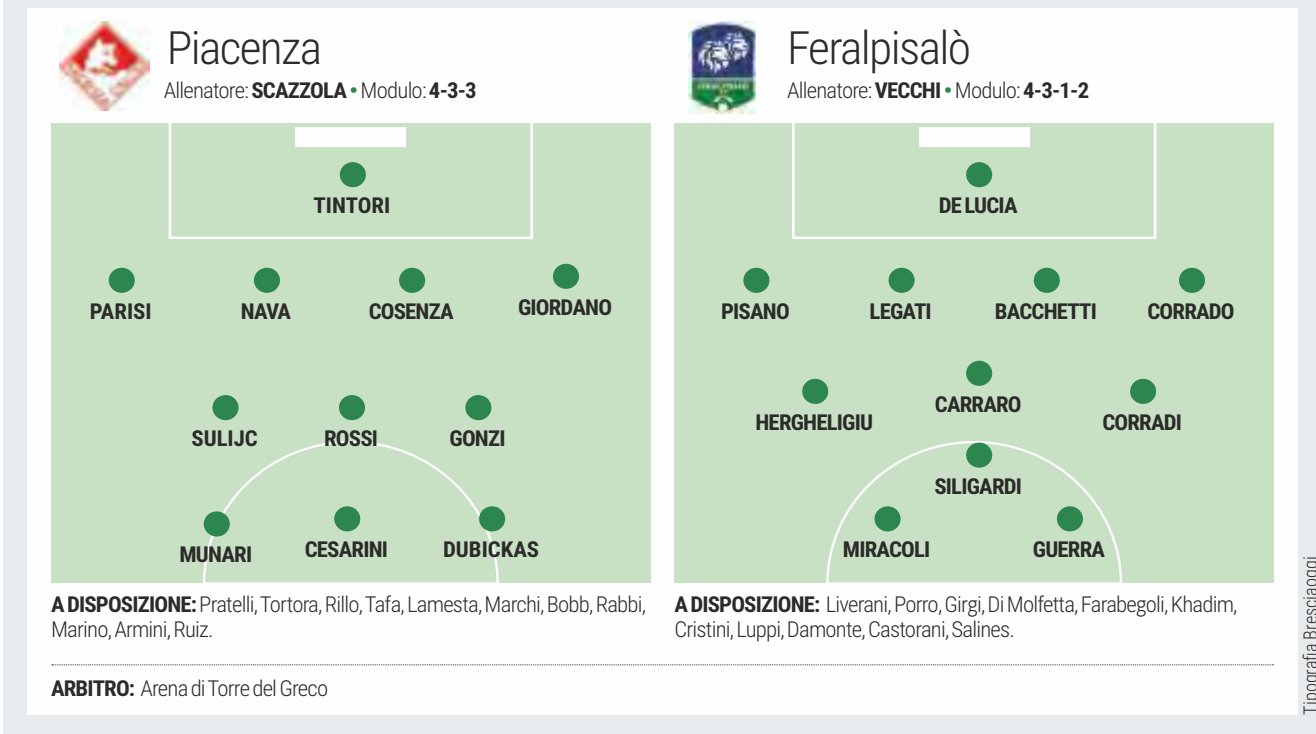 Piacenza
Allenatore: SCAZZOLA • Modulo: 4-3-3
TINTORI
PARISI NAVA COSENZA GIORDANO
SULIJC ROSSI GONZI
MUNARI CESARINI DUBICKAS
A DISPOSIZIONE: Pratelli, Tortora, Rillo, Tafa, Lamesta, Marchi, Bobb, Rabbi,
Marino, Armini, Ruiz.
Feralpisalò
Allenatore: VECCHI • Modulo: 4-3-1-2
DE LUCIA
PISANO LEGATI BACCHETTI CORRADO
HERGHELIGIU CARRARO CORRADI
SILIGARDI
MIRACOLI GUERRA
A DISPOSIZIONE: Liverani, Porro, Girgi, Di Molfetta, Farabegoli, Khadim,
Cristini, Luppi, Damonte, Castorani, Salines.
ARBITRO: Arena di Torre del Greco
Tipografia Bresciaoggi